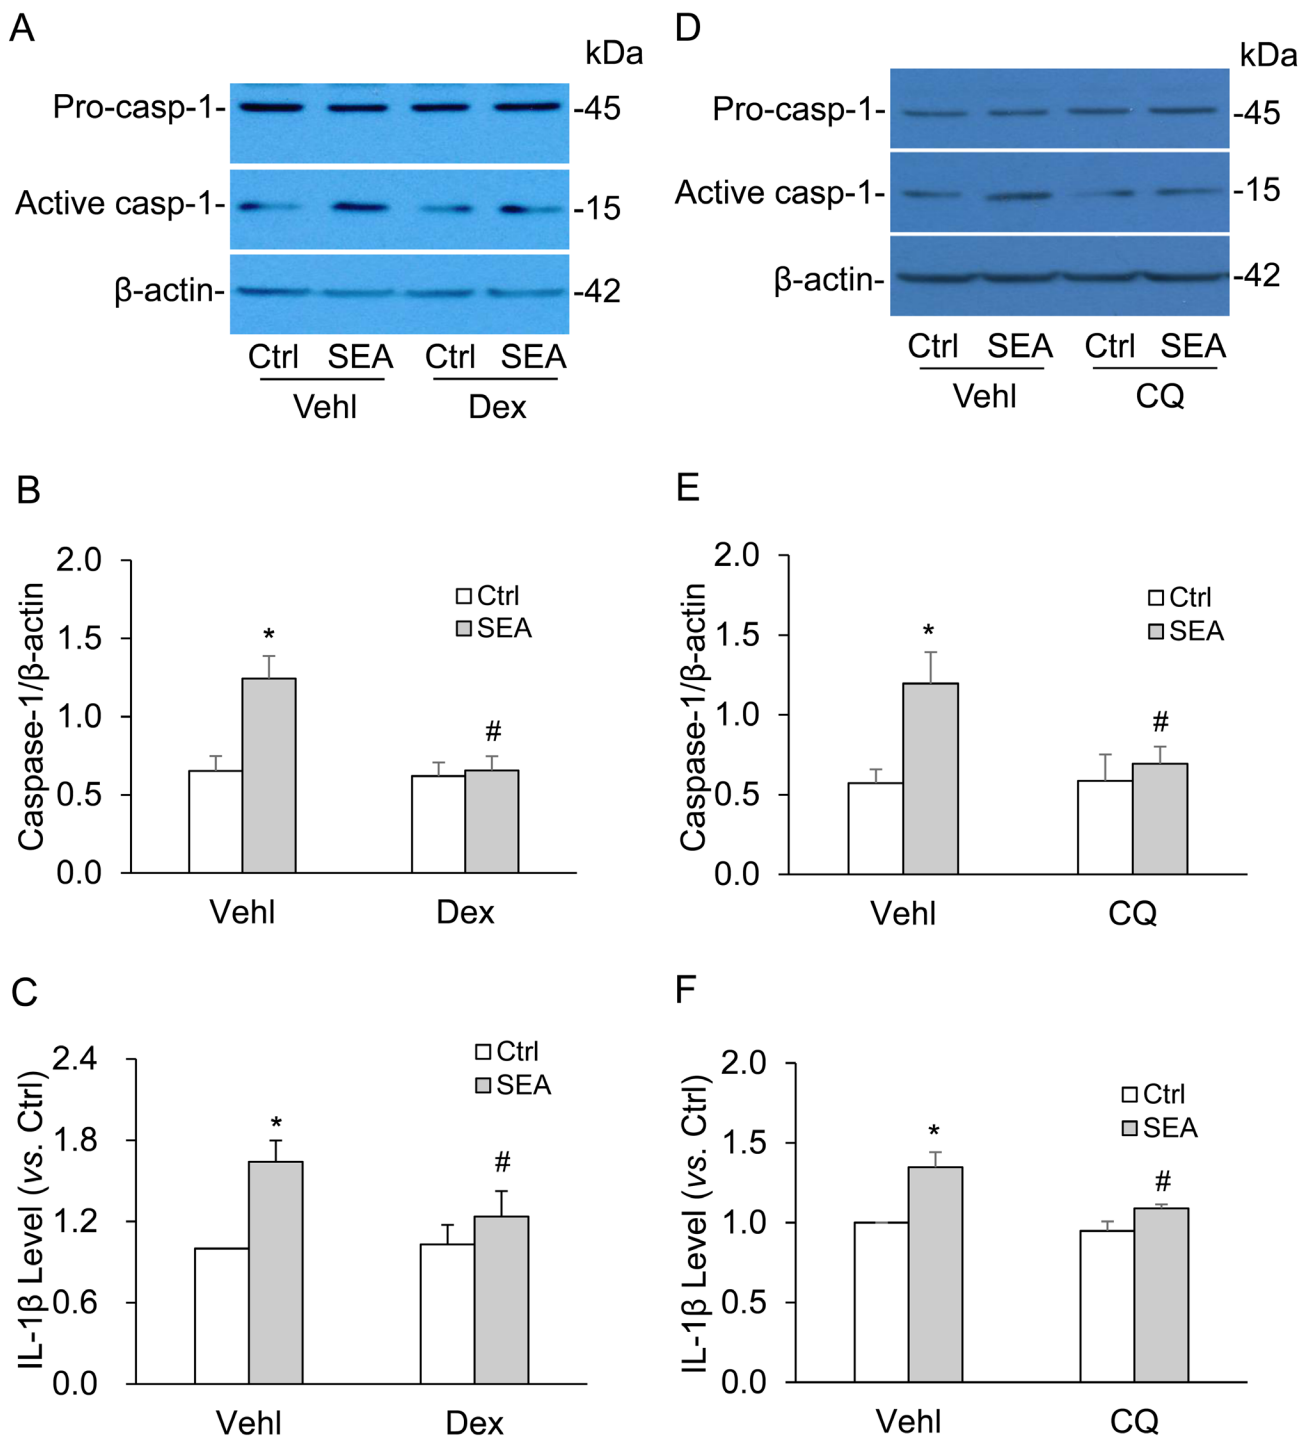 A
kDa
Pro-casp-1-
-45
Active casp-1-
-15
β-actin-
-42
Ctrl SEA Ctrl SEA
Vehl Dex
D
kDa
Pro-casp-1-
-45
Active casp-1-
-15
β-actin-
-42
Ctrl SEA Ctrl SEA
Vehl CQ
B
Caspase-1/β-actin
2.0
1.5
1.0
0.5
0.0
Ctrl
SEA
*
#
Vehl Dex
E
Caspase-1/β-actin
2.0
1.5
1.0
0.5
0.0
Ctrl
SEA
*
#
Vehl CQ
C
IL-1β Level (vs. Ctrl)
2.4
1.8
1.2
0.6
0.0
Ctrl
SEA
*
#
Vehl Dex
F
IL-1β Level (vs. Ctrl)
2.0
1.5
1.0
0.5
0.0
Ctrl
SEA
*
#
Vehl CQ